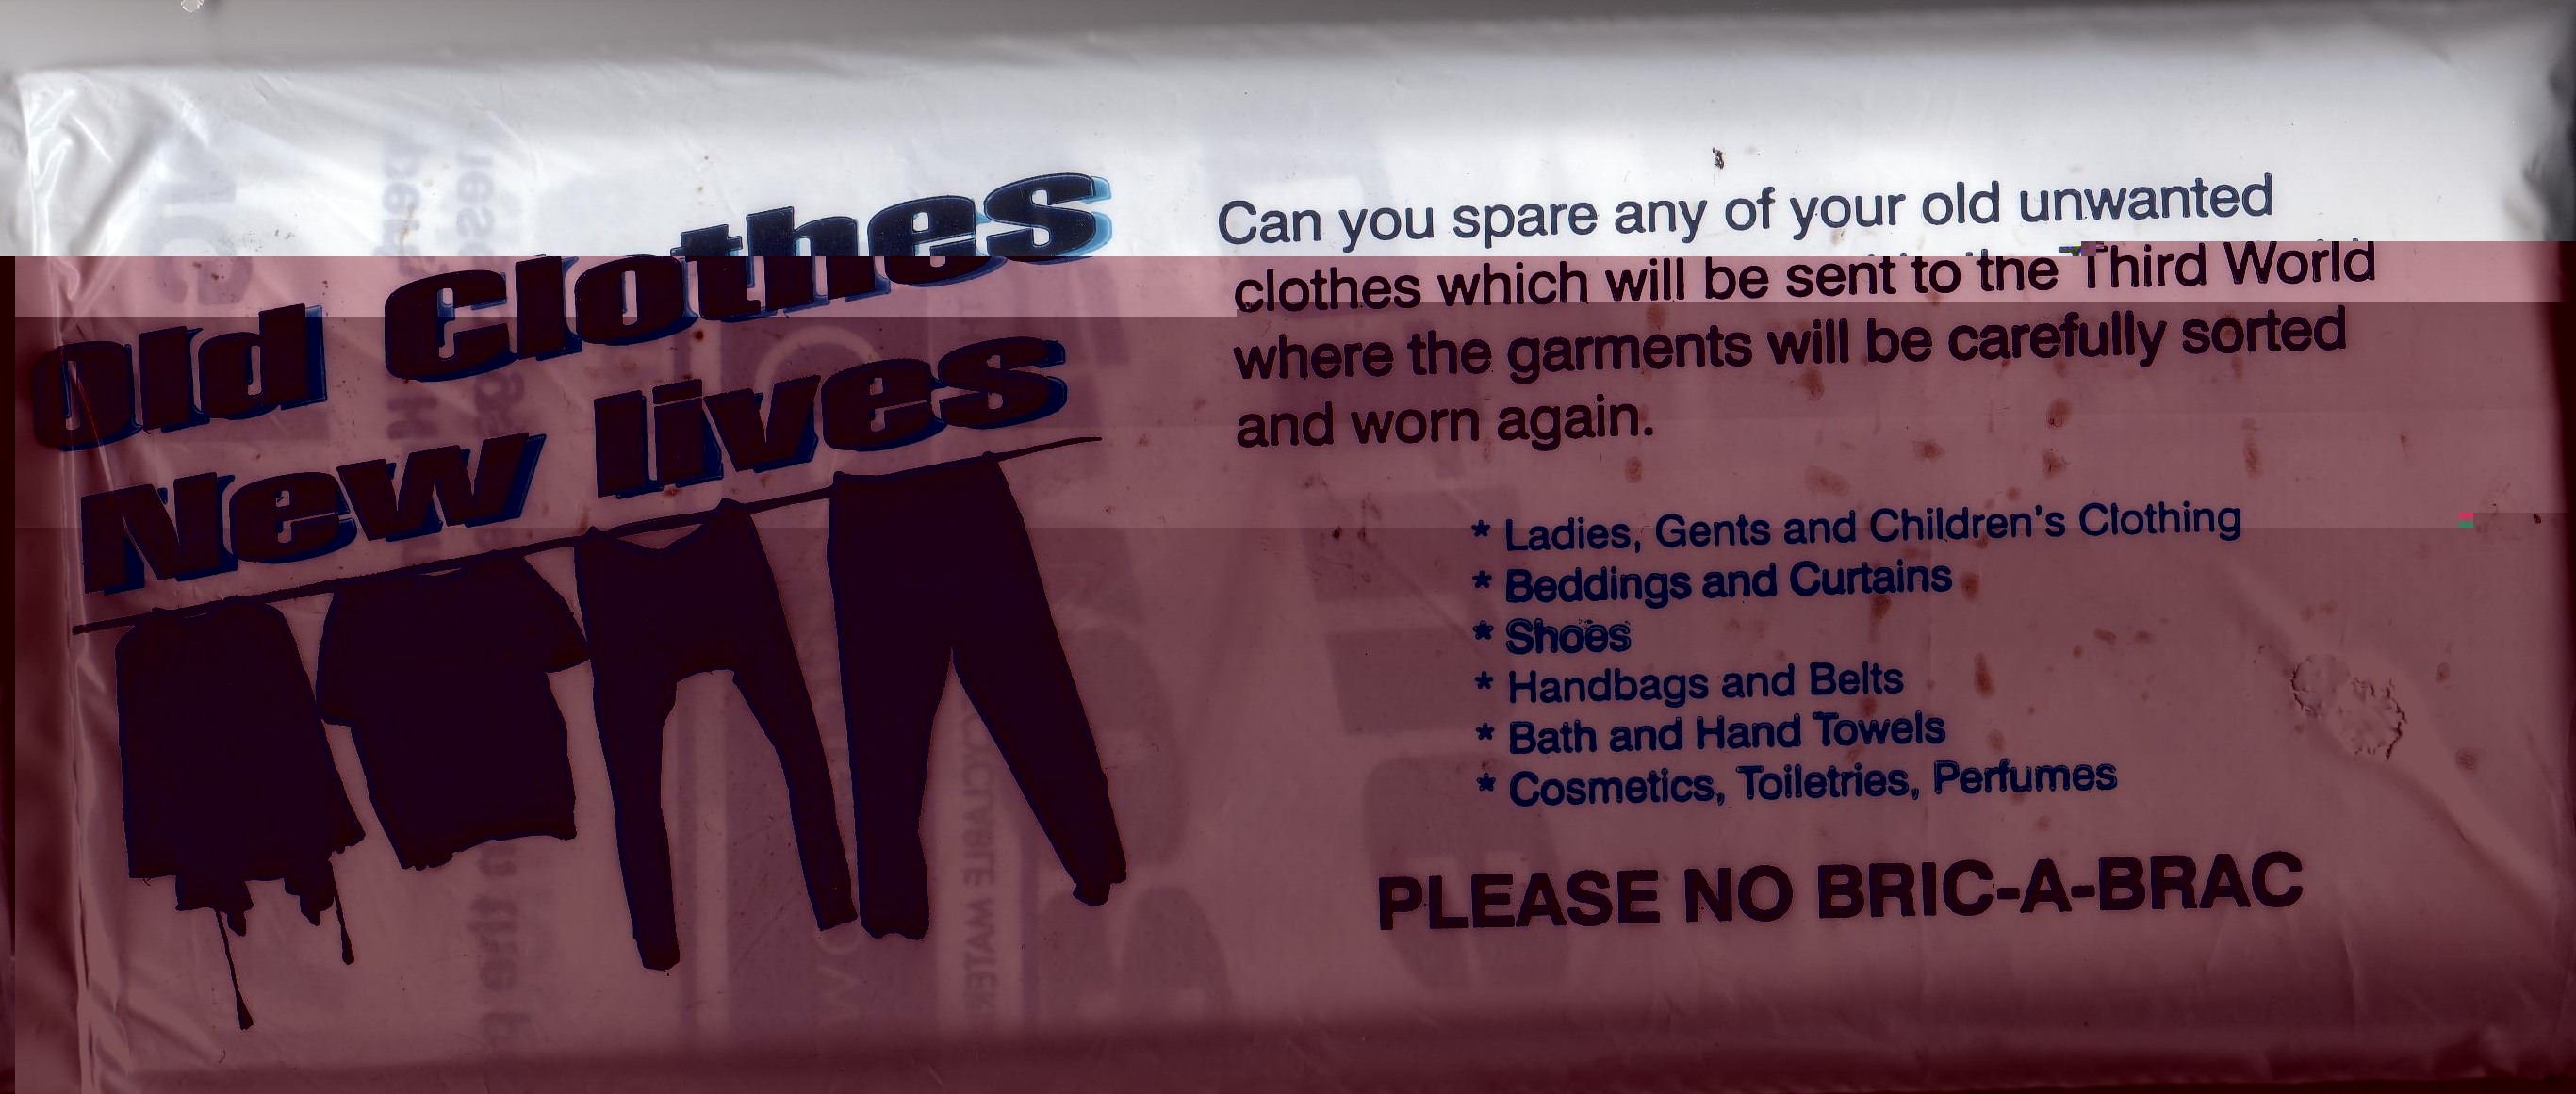 Old Clothes
New lives
Can you spare any of your old unwanted
clothes which will be sent to the Third World
where the garments will be carefully sorted
and worn again.
* Ladies, Gents and Children's Clothing
* Beddings and Curtains
* Shoes
* Handbags and Belts
* Bath and Hand Towels
* Cosmetics, Toiletries, Perfumes
PLEASE NO BRIC-A-BRAC